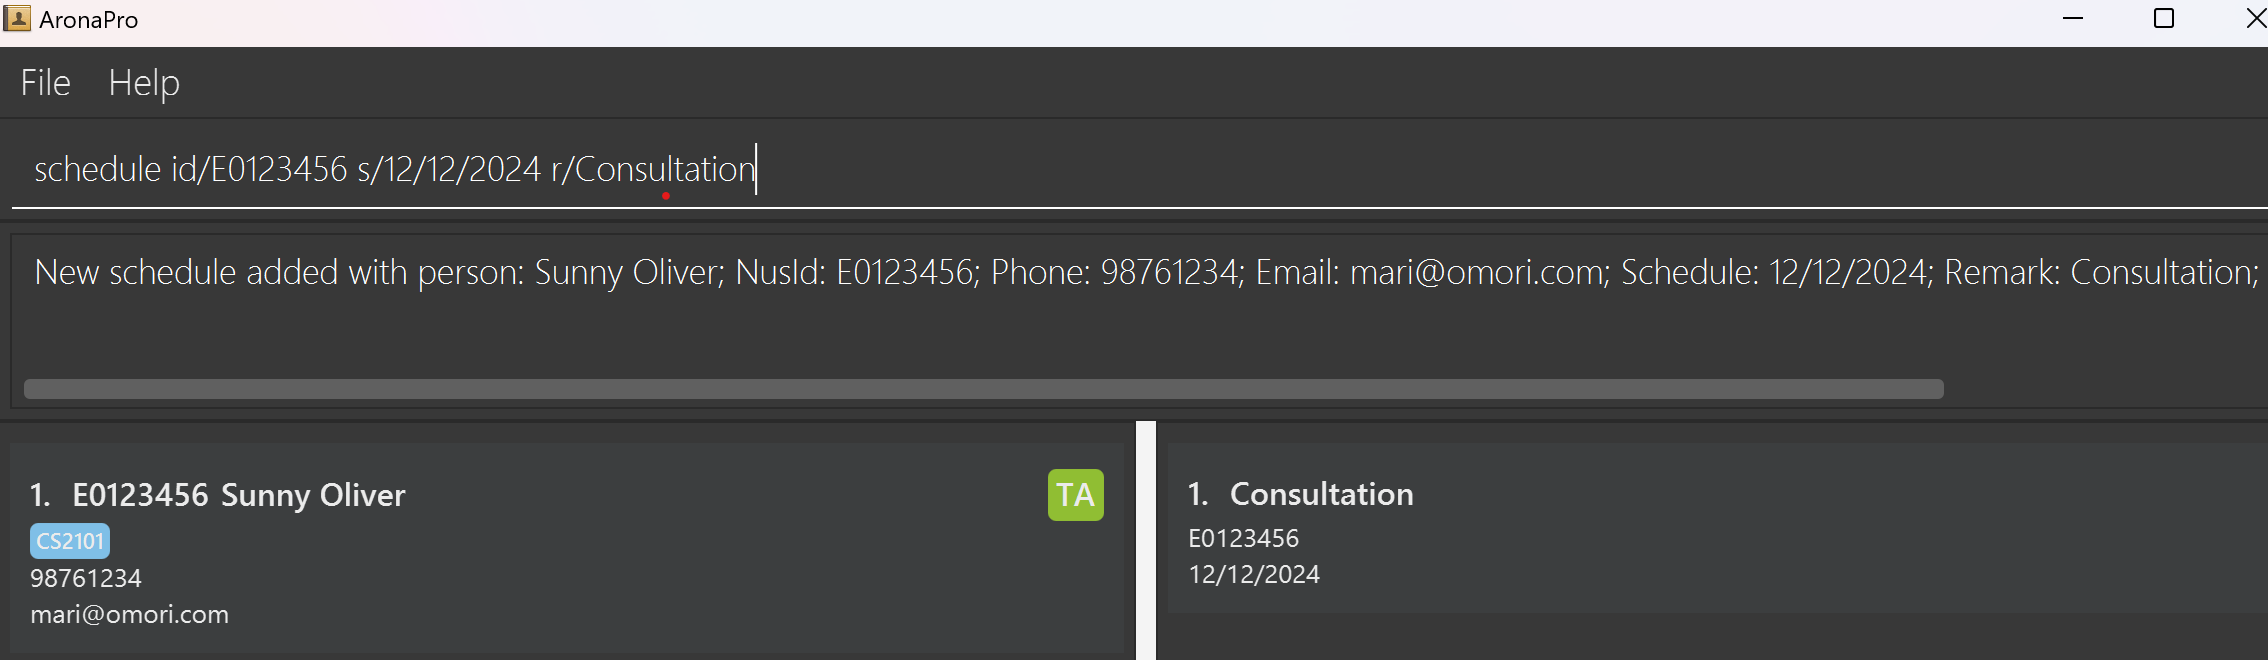 AronaPro
File Help
schedule id/E0123456 s/12/12/2024 r/Consultation
New schedule added with person: Sunny Oliver; NusId: E0123456; Phone: 98761234; Email: mari@omori.com; Schedule: 12/12/2024; Remark: Consultation;
1. E0123456 Sunny Oliver
TA
CS2101
98761234
mari@omori.com
1. Consultation
E0123456
12/12/2024